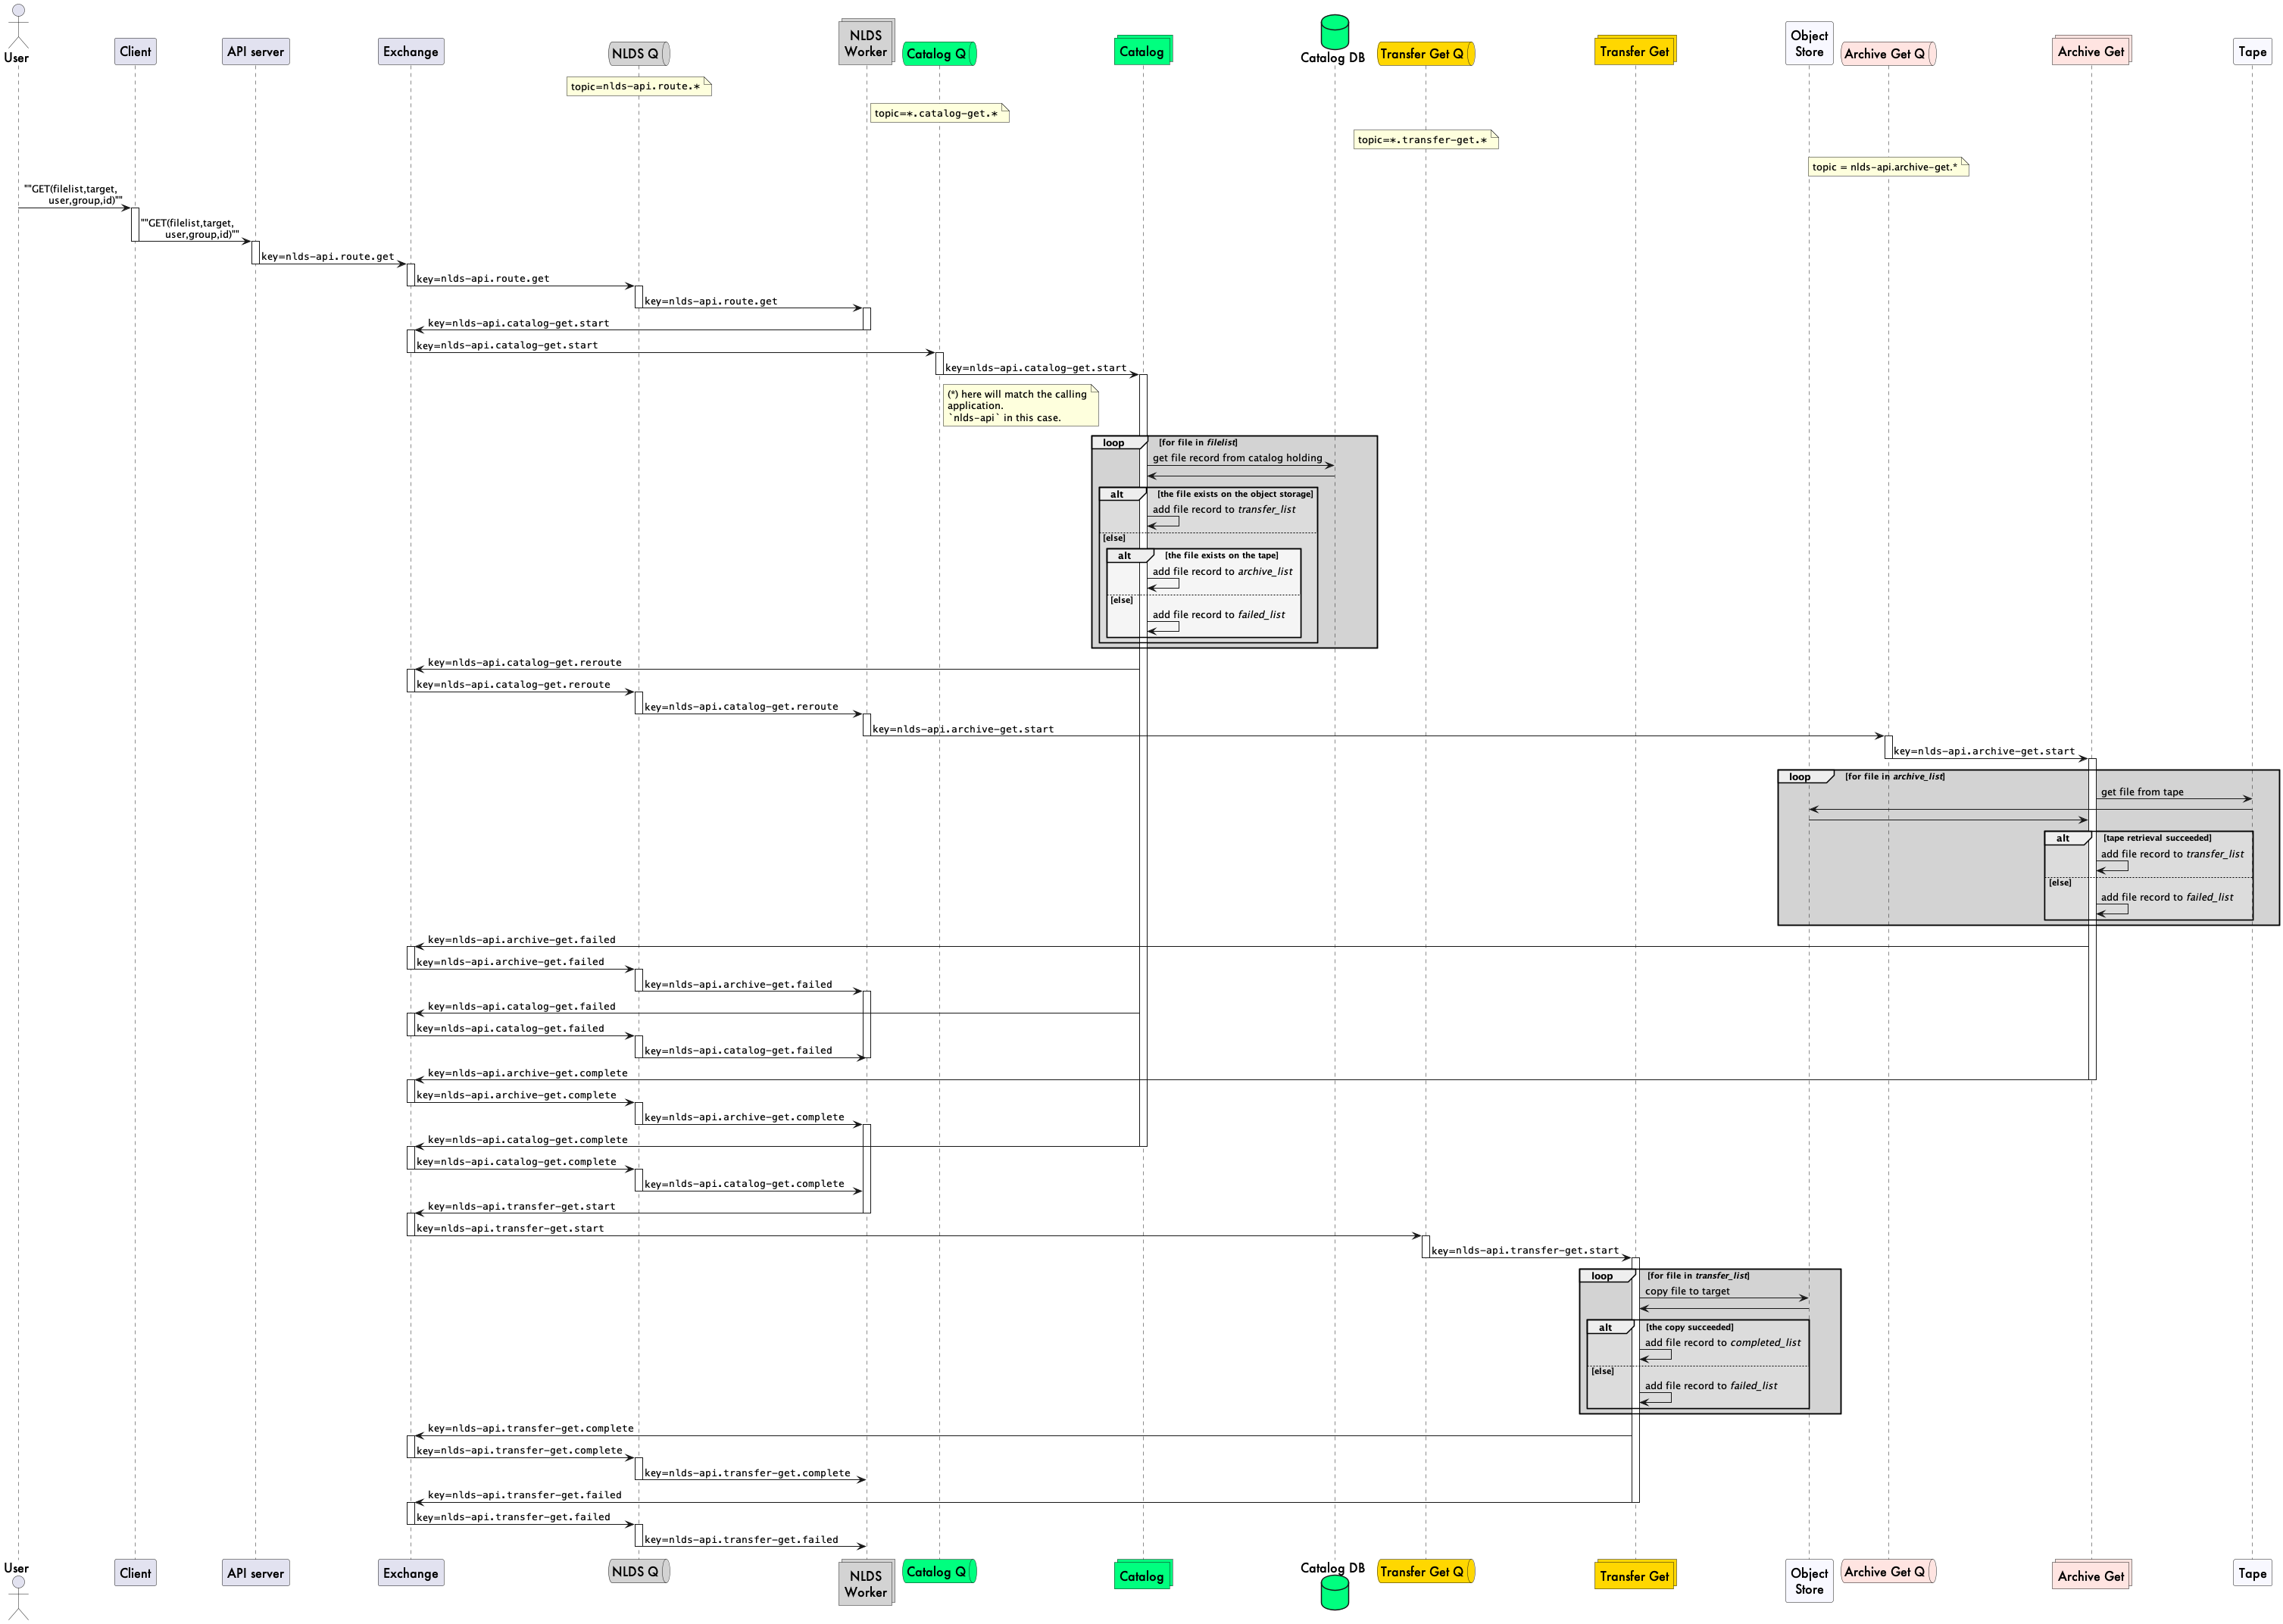 User
Client
API server
Exchange
NLDS Q
NLDS
Worker
Catalog Q
Catalog
Catalog DB
Transfer Get Q
Transfer Get
Object
Store
Archive Get Q
Archive Get
Tape
topic=nlds-api.route.*
topic=*.catalog-get.*
topic=*.transfer-get.*
topic = nlds-api.archive-get.*
""GET(filelist,target,
user,group,id)""
""GET(filelist,target,
user,group,id)""
key=nlds-api.route.get
key=nlds-api.route.get
key=nlds-api.route.get
key=nlds-api.catalog-get.start
key=nlds-api.catalog-get.start
key=nlds-api.catalog-get.start
(*) here will match the calling
application.
`nlds-api` in this case.
loop [for file in filelist]
get file record from catalog holding
alt [the file exists on the object storage]
add file record to transfer_list
[else]
alt [the file exists on the tape]
add file record to archive_list
[else]
add file record to failed_list
key=nlds-api.catalog-get.reroute
key=nlds-api.catalog-get.reroute
key=nlds-api.catalog-get.reroute
key=nlds-api.archive-get.start
key=nlds-api.archive-get.start
loop [for file in archive_list]
get file from tape
alt [tape retrieval succeeded]
add file record to transfer_list
[else]
add file record to failed_list
key=nlds-api.archive-get.failed
key=nlds-api.archive-get.failed
key=nlds-api.archive-get.failed
key=nlds-api.catalog-get.failed
key=nlds-api.catalog-get.failed
key=nlds-api.catalog-get.failed
key=nlds-api.archive-get.complete
key=nlds-api.archive-get.complete
key=nlds-api.archive-get.complete
key=nlds-api.catalog-get.complete
key=nlds-api.catalog-get.complete
key=nlds-api.catalog-get.complete
key=nlds-api.transfer-get.start
key=nlds-api.transfer-get.start
key=nlds-api.transfer-get.start
loop [for file in transfer_list]
copy file to target
alt [the copy succeeded]
add file record to completed_list
[else]
add file record to failed_list
key=nlds-api.transfer-get.complete
key=nlds-api.transfer-get.complete
key=nlds-api.transfer-get.complete
key=nlds-api.transfer-get.failed
key=nlds-api.transfer-get.failed
key=nlds-api.transfer-get.failed
User
Client
API server
Exchange
NLDS Q
NLDS
Worker
Catalog Q
Catalog
Catalog DB
Transfer Get Q
Transfer Get
Object
Store
Archive Get Q
Archive Get
Tape